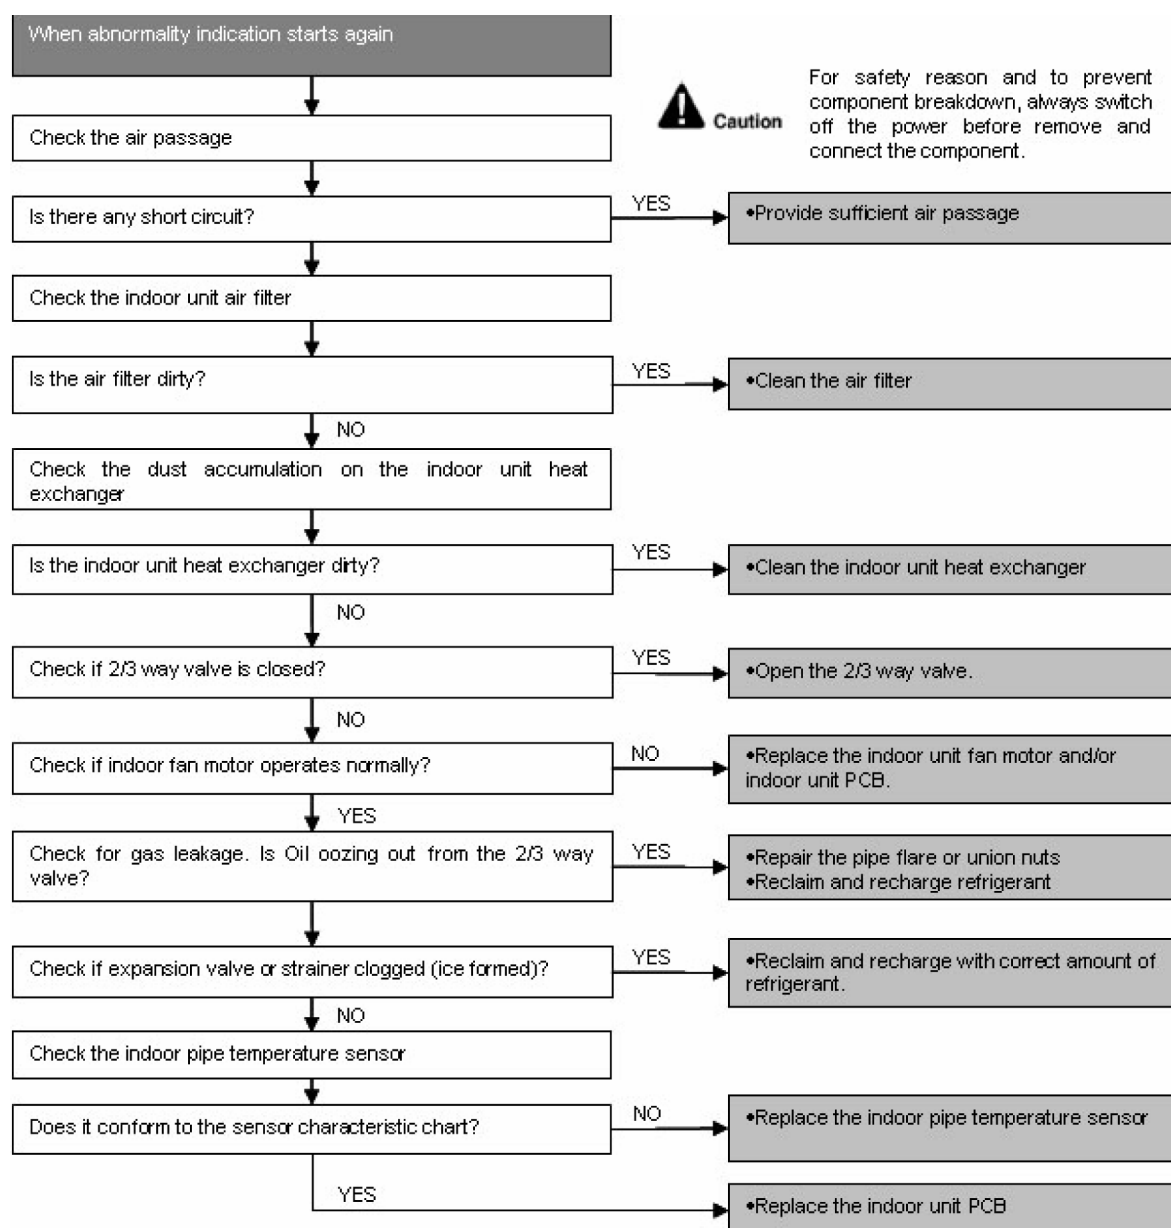 When abnormality indication starts again
For safety reason and to prevent
component breakdown, always switch
off the power before remove and
connect the component.
Caution
Check the air passage
Is there any short circuit?
YES
•Provide sufficient air passage
Check the indoor unit air filter
Is the air filter dirty?
YES
•Clean the air filter
NO
Check the dust accumulation on the indoor unit heat
exchanger
Is the indoor unit heat exchanger dirty?
YES
•Clean the indoor unit heat exchanger
NO
Check if 2/3 way valve is closed?
YES
•Open the 2/3 way valve.
NO
Check if indoor fan motor operates normally?
NO
•Replace the indoor unit fan motor and/or
indoor unit PCB.
YES
Check for gas leakage. Is Oil oozing out from the 2/3 way
valve?
YES
•Repair the pipe flare or union nuts
•Reclaim and recharge refrigerant
Check if expansion valve or strainer clogged (ice formed)?
YES
•Reclaim and recharge with correct amount of
refrigerant.
NO
Check the indoor pipe temperature sensor
Does it conform to the sensor characteristic chart?
NO
•Replace the indoor pipe temperature sensor
YES
•Replace the indoor unit PCB